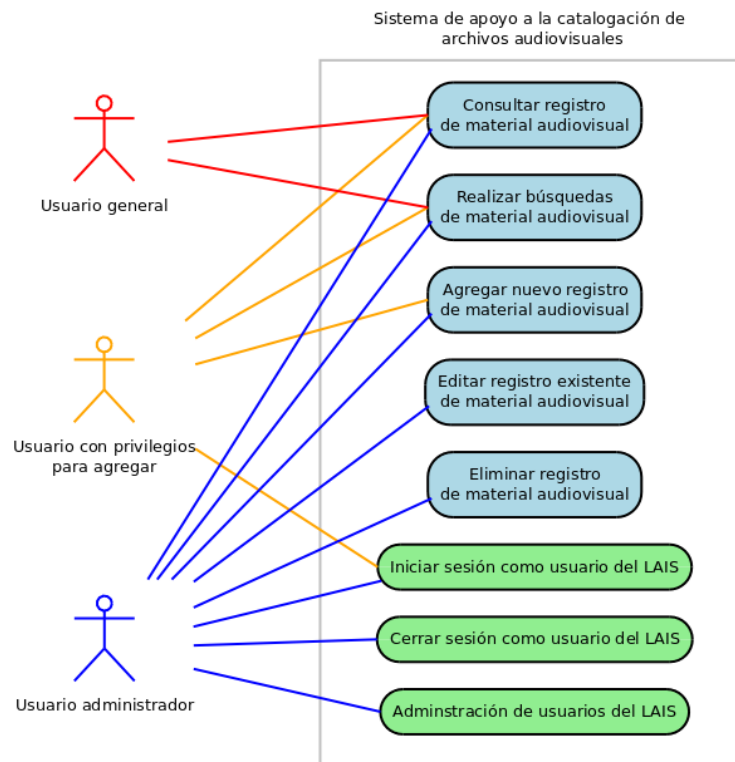 Sistema de apoyo a la catalogación de
archivos audiovisuales
Consultar registro
de material audiovisual
Usuario general
Realizar búsquedas
de material audiovisual
Agregar nuevo registro
de material audiovisual
Editar registro existente
de material audiovisual
Usuario con privilegios
para agregar
Eliminar registro
de material audiovisual
Iniciar sesión como usuario del LAIS
Cerrar sesión como usuario del LAIS
Usuario administrador
Adminstración de usuarios del LAIS